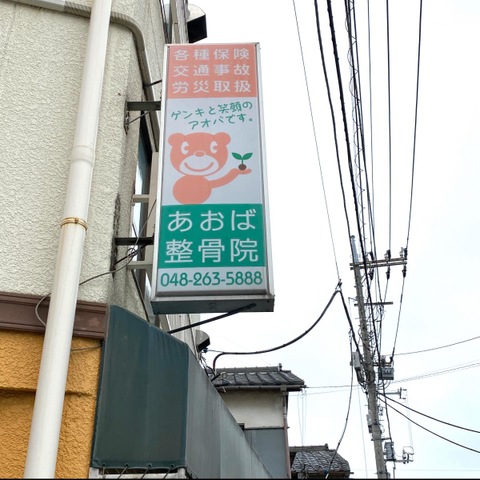 各種保険
交通事故
労災取扱
ゲンキと笑顔の
アオバです。
あおば
整骨院
048-263-5888